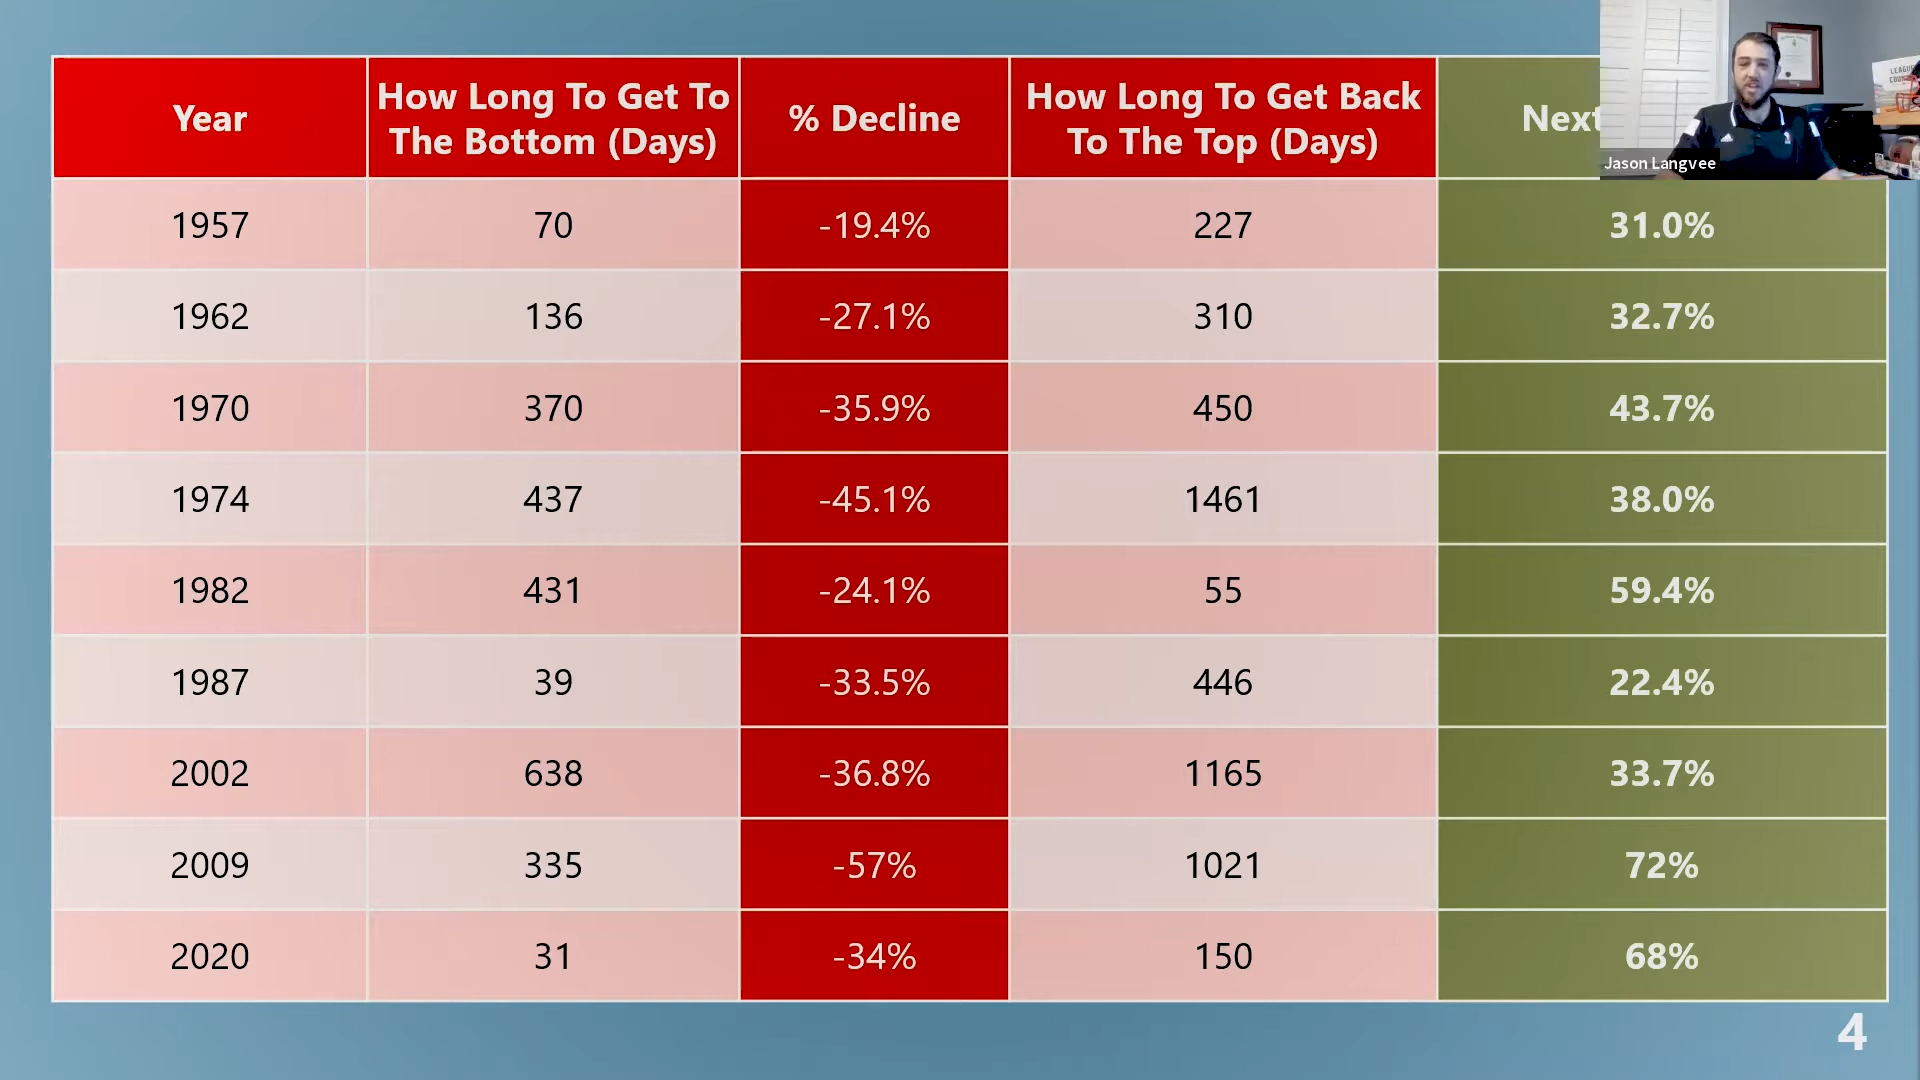 Year
How Long To Get To
The Bottom (Days)
% Decline
How Long To Get Back
To The Top (Days)
Next
Jason Langvee
1957 70 -19.4% 227 31.0%
1962 136 -27.1% 310 32.7%
1970 370 -35.9% 450 43.7%
1974 437 -45.1% 1461 38.0%
1982 431 -24.1% 55 59.4%
1987 39 -33.5% 446 22.4%
2002 638 -36.8% 1165 33.7%
2009 335 -57% 1021 72%
2020 31 -34% 150 68%
4